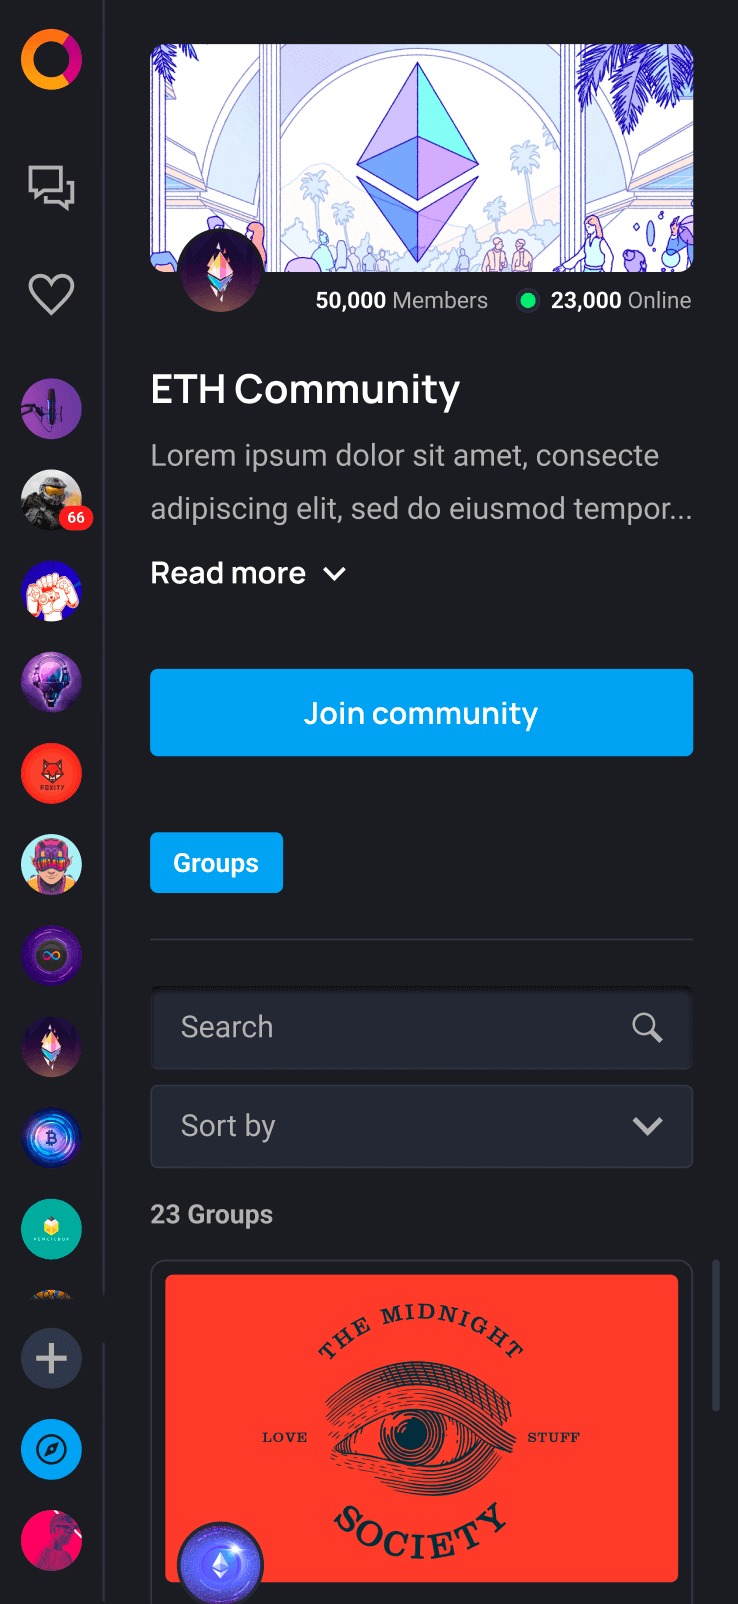 50,000 Members
23,000 Online
ETH Community
Lorem ipsum dolor sit amet, consecte
adipiscing elit, sed do eiusmod tempor...
Read more
66
Join community
FOXITY
Groups
Search
Sort by
23 Groups
THE MIDNIGHT
LOVE
STUFF
SOCIETY